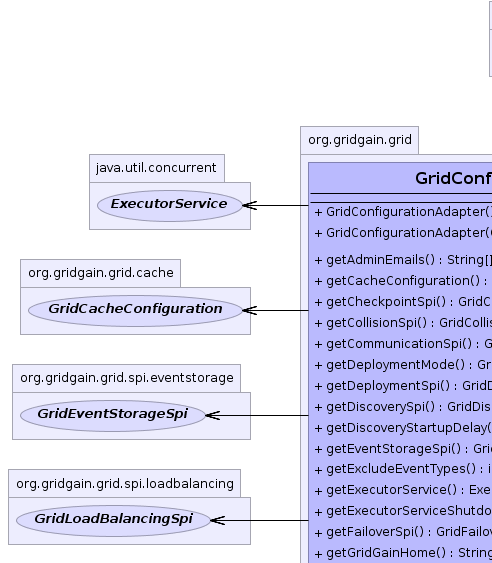 org.gridgain.grid
java.util.concurrent
ExecutorService
org.gridgain.grid.cache
GridCacheConfiguration
org.gridgain.grid.spi.eventstorage
GridEventStorageSpi
org.gridgain.grid.spi.loadbalancing
GridLoadBalancingSpi
GridConf
+ GridConfigurationAdapter()
+ GridConfigurationAdapter(
+ getAdminEmails() : String[]
+ getCacheConfiguration() :
+ getCheckpointSpi() : GridC
+ getCollisionSpi() : GridCollis
+ getCommunicationSpi() : G
+ getDeploymentMode() : Gr
+ getDeploymentSpi() : GridD
+ getDiscoverySpi() : GridDis
+ getDiscoveryStartupDelay(
+ getEventStorageSpi() : Gri
+ getExcludeEventTypes() : i
+ getExecutorService() : Exe
+ getExecutorServiceShutdo
+ getFailoverSpi() : GridFailov
+ getGridGainHome() : String